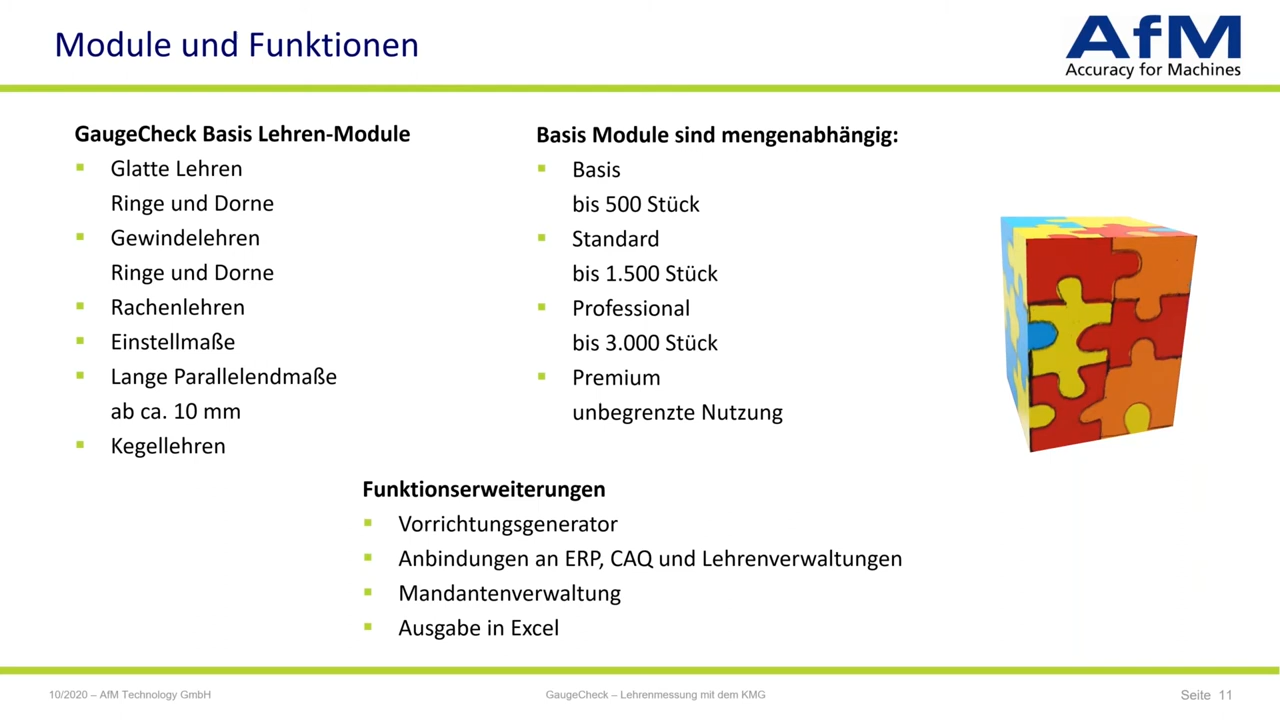 Module und Funktionen
AfM
Accuracy for Machines
GaugeCheck Basis Lehren-Module
Glatte Lehren
Ringe und Dorne
Gewindelehren
Ringe und Dorne
Rachenlehren
Einstellmaße
Lange Parallelendmaße
ab ca. 10 mm
Kegellehren
Basis Module sind mengenabhängig:
Basis
bis 500 Stück
Standard
bis 1.500 Stück
Professional
bis 3.000 Stück
Premium
unbegrenzte Nutzung
Funktionserweiterungen
Vorrichtungsgenerator
Anbindungen an ERP, CAQ und Lehrenverwaltungen
Mandantenverwaltung
Ausgabe in Excel
10/2020 – AfM Technology GmbH
GaugeCheck – Lehrenmessung mit dem KMG
Seite 11